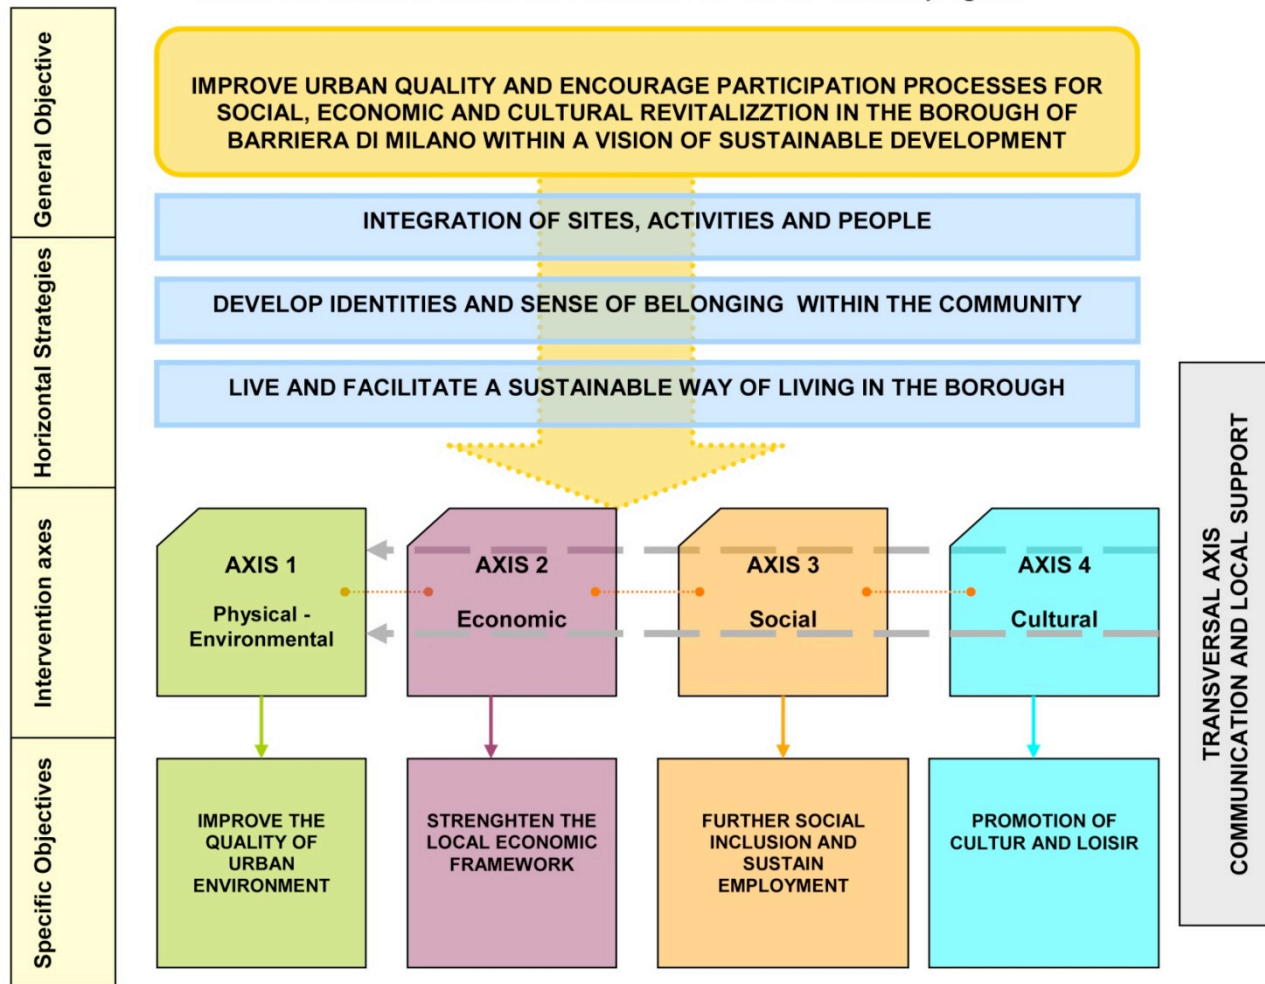 General Objective
IMPROVE URBAN QUALITY AND ENCOURAGE PARTICIPATION PROCESSES FOR
SOCIAL, ECONOMIC AND CULTURAL REVITALIZZTION IN THE BOROUGH OF
BARRIERA DI MILANO WITHIN A VISION OF SUSTAINABLE DEVELOPMENT
Horizontal Strategies
INTEGRATION OF SITES, ACTIVITIES AND PEOPLE
DEVELOP IDENTITIES AND SENSE OF BELONGING WITHIN THE COMMUNITY
LIVE AND FACILITATE A SUSTAINABLE WAY OF LIVING IN THE BOROUGH
Intervention axes
AXIS 1
Physical -
Environmental
AXIS 2
Economic
AXIS 3
Social
AXIS 4
Cultural
Specific Objectives
IMPROVE THE
QUALITY OF
URBAN
ENVIRONMENT
STRENGHTEN THE
LOCAL ECONOMIC
FRAMEWORK
FURTHER SOCIAL
INCLUSION AND
SUSTAIN
EMPLOYMENT
PROMOTION OF
CULTUR AND LOISIR
TRANSVERSAL AXIS
COMMUNICATION AND LOCAL SUPPORT